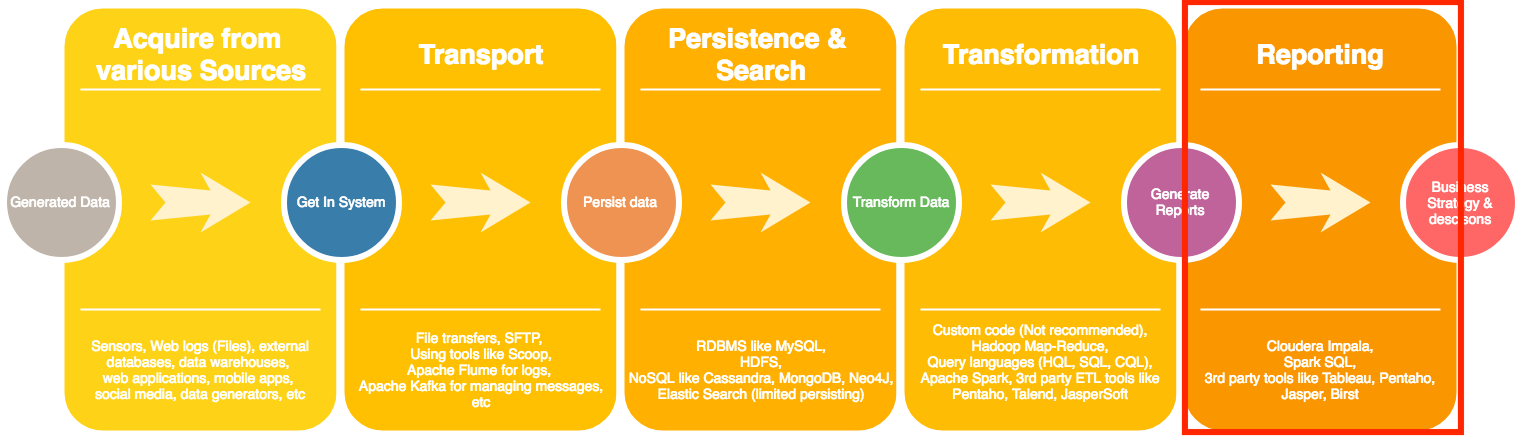 Acquire from
various Sources
Transport
Persistence &
Search
Transformation
Reporting
Generated Data
Get In System
Persist data
Transform Data
Generate
Reports
Business
Strategy &
descisons
Sensors, Web logs (Files), external
databases, data warehouses,
web applications, mobile apps,
social media, data generators, etc
File transfers, SFTP,
Using tools like Scoop,
Apache Flume for logs,
Apache Kafka for managing messages,
etc
RDBMS like MySQL,
HDFS,
NoSQL like Cassandra, MongoDB, Neo4J,
Elastic Search (limited persisting)
Custom code (Not recommended),
Hadoop Map-Reduce,
Query languages (HQL, SQL, CQL),
Apache Spark, 3rd party ETL tools like
Pentaho, Talend, JasperSoft
Cloudera Impala,
Spark SQL,
3rd party tools like Tableau, Pentaho,
Jasper, Birst